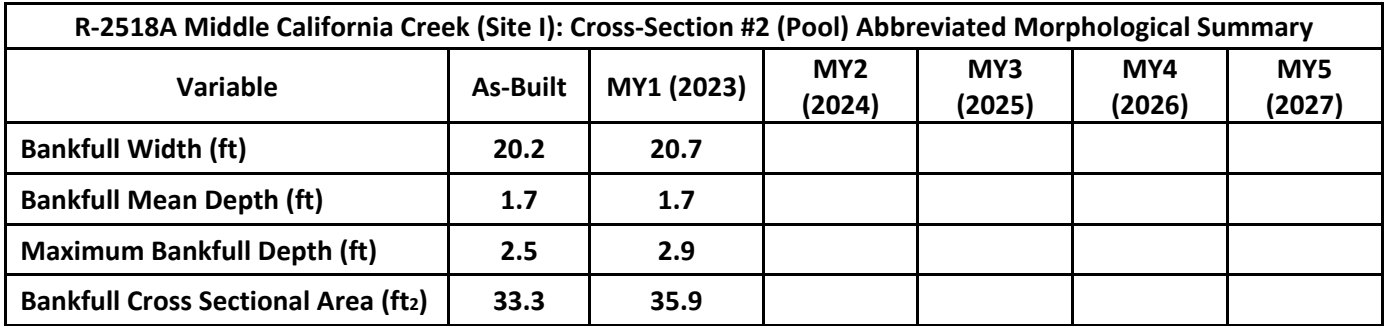 R-2518A Middle California Creek (Site I): Cross-Section #2 (Pool) Abbreviated Morphological Summary
Variable As-Built MY1 (2023) MY2 (2024) MY3 (2025) MY4 (2026) MY5 (2027)
Bankfull Width (ft) 20.2 20.7
Bankfull Mean Depth (ft) 1.7 1.7
Maximum Bankfull Depth (ft) 2.5 2.9
Bankfull Cross Sectional Area (ft2) 33.3 35.9